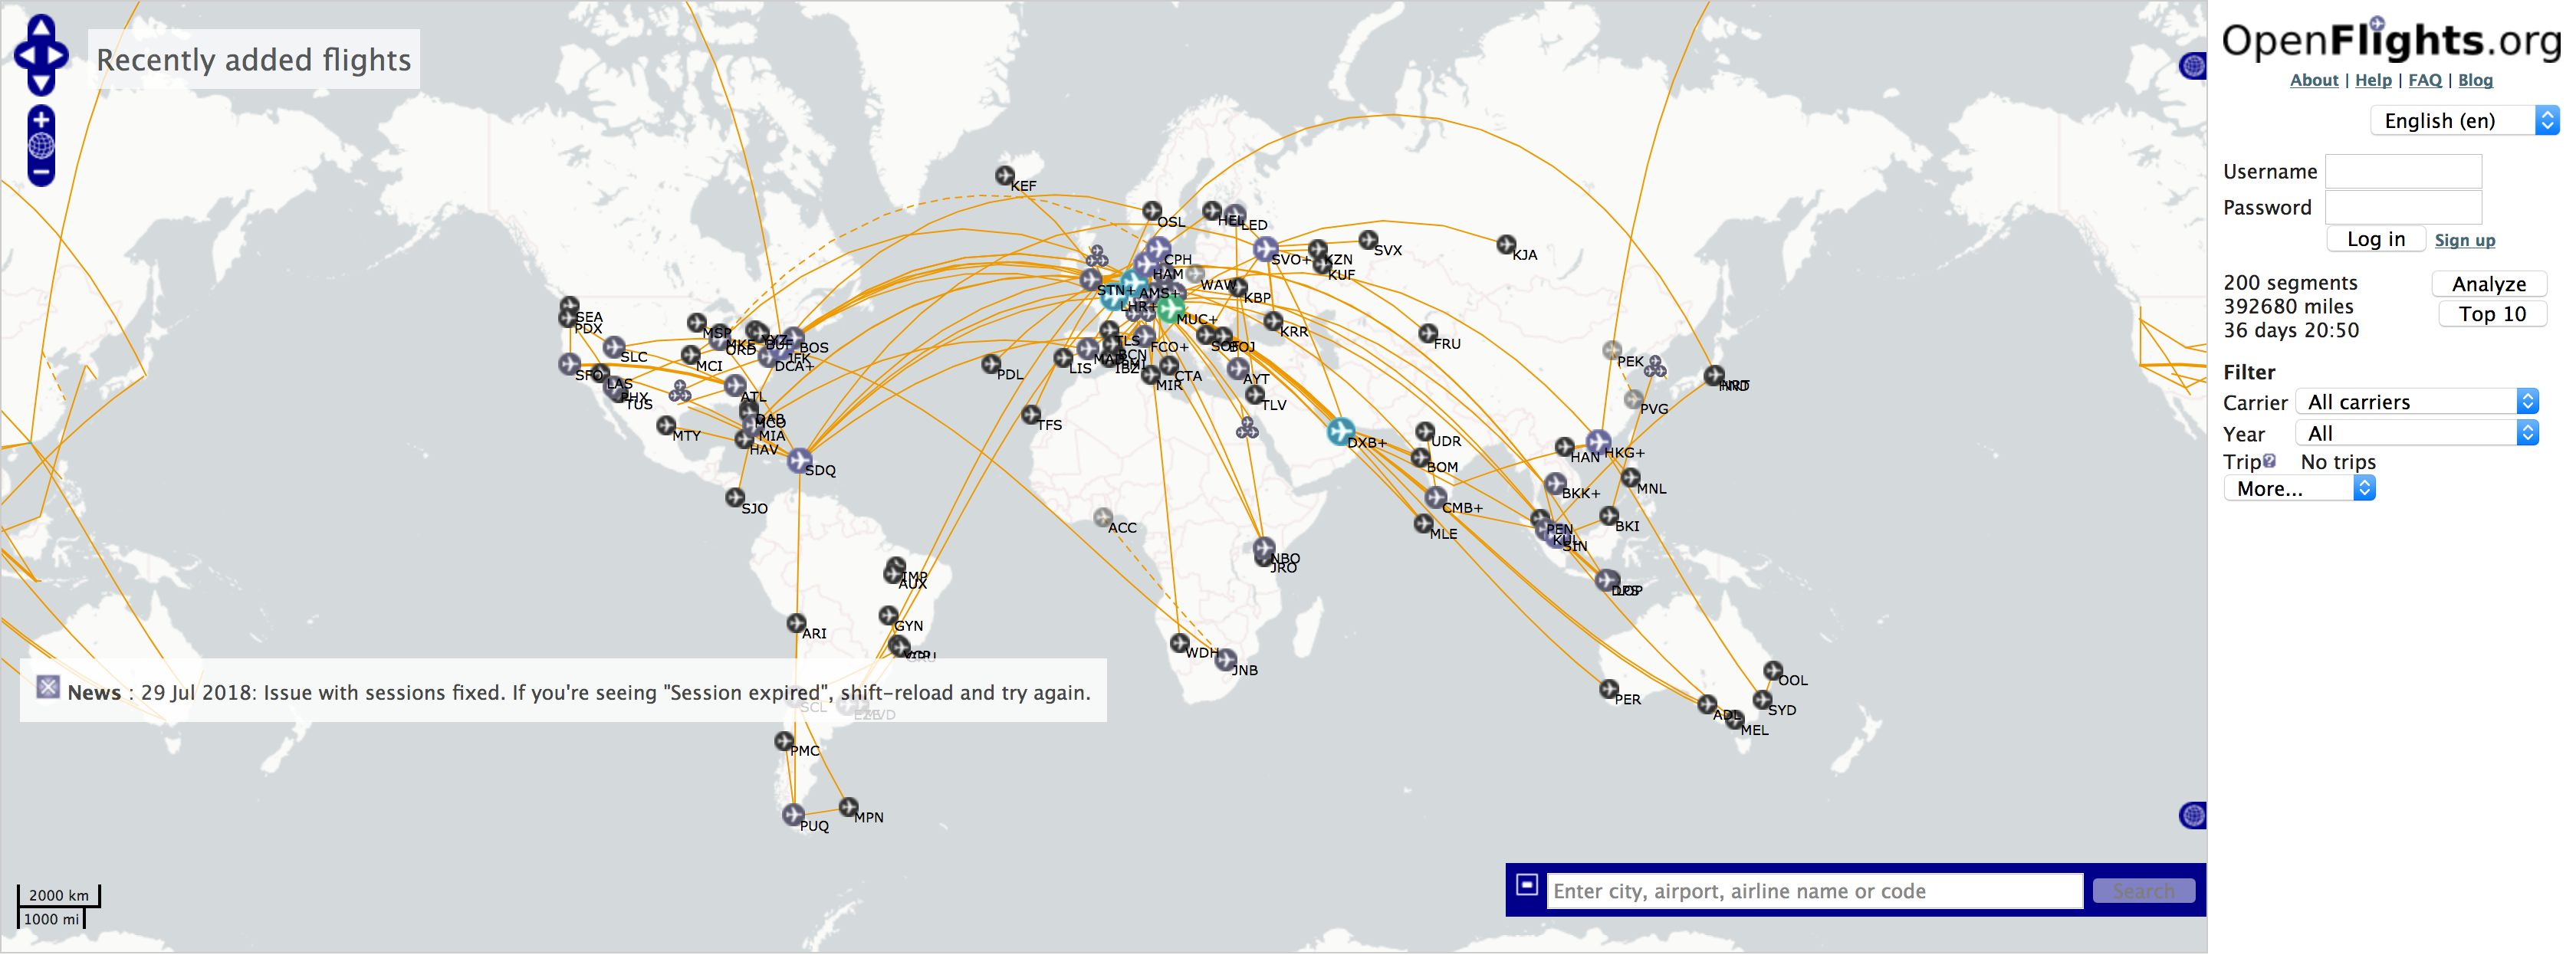 Recently added flights
KEF
OSL
HEL
LED
CPH
SVO+
KZN
SVX
KJA
HAM
KUF
STN+
AMS+
WAW
KBP
LHR+
MUC+
SEA
PDX
MSP
MKE
ORD
BUF
BOS
JFK
DCA+
SLC
MCI
TLS
BCN
FCO+
SOF
KRR
FRU
SFO
LAS
PHX
TUS
ATL
PDL
LIS
MAD
IBZ
MIR
CTA
AYT
TLV
PEK
PVG
DAB
MCO
MIA
MTY
HAV
TFS
DXB+
UDR
BOM
HAN
HKG+
SDQ
SJO
ACC
CMB+
MLE
BKK+
MNL
PEN
KUL
SIN
BKI
NBO
JRO
IMP
AUX
DPS
GYN
ARI
GRU
WDH
JNB
PER
ADL
MEL
SYD
OOL
News : 29 Jul 2018: Issue with sessions fixed. If you're seeing "Session expired", shift-reload and try again.
SCL
EZE
MVD
PMC
PUQ
MPN
2000 km
1000 mi
Enter city, airport, airline name or code
Search
OpenFlights.org
About | Help | FAQ | Blog
English (en)
Username
Password
Log in Sign up
200 segments Analyze
392680 miles
Top 10
36 days 20:50
Filter
Carrier All carriers
Year All
Trip No trips
More...